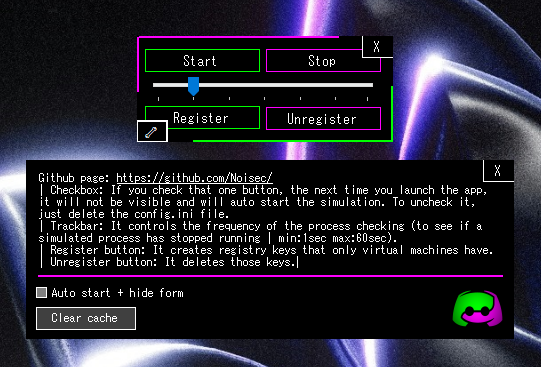 X
Start
Stop
Register
Unregister
X
Github page: https://github.com/Noisec/
| Checkbox: If you check that one button, the next time you launch the app,
it will not be visible and will auto start the simulation. To uncheck it,
just delete the config.ini file.
| Trackbar: It controls the frequency of the process checking (to see if a
simulated process has stopped running | min:1sec max:60sec).
| Register button: It creates registry keys that only virtual machines have.
| Unregister button: It deletes those keys.
Auto start + hide form
Clear cache